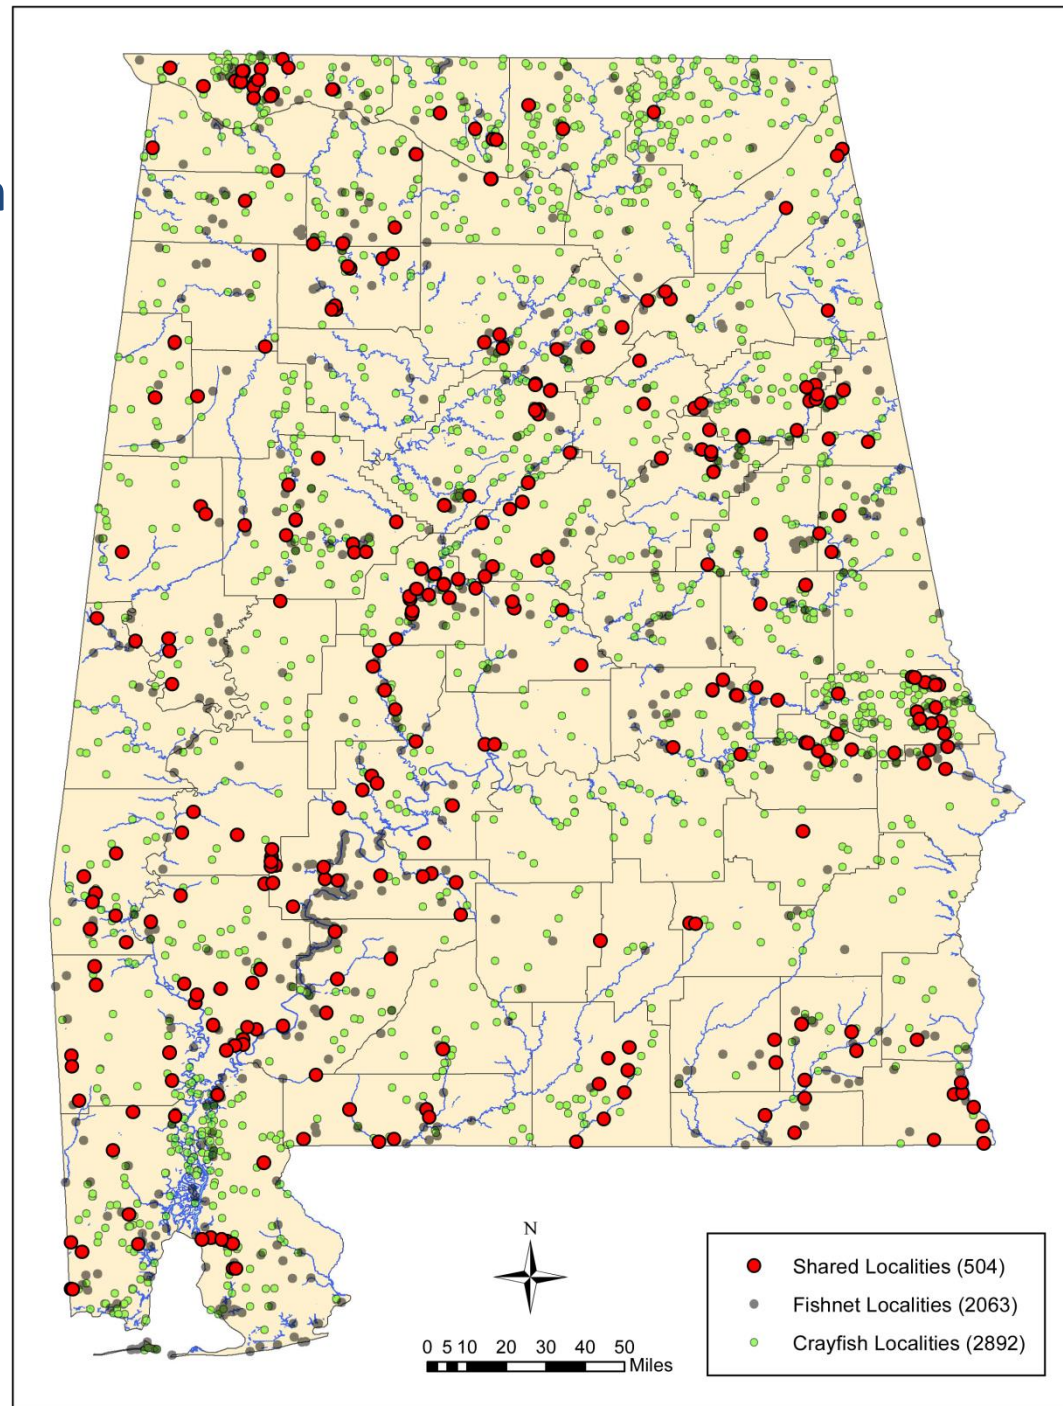 N
0 5 10 20 30 40 50
Miles
Shared Localities (504)
Fishnet Localities (2063)
Crayfish Localities (2892)